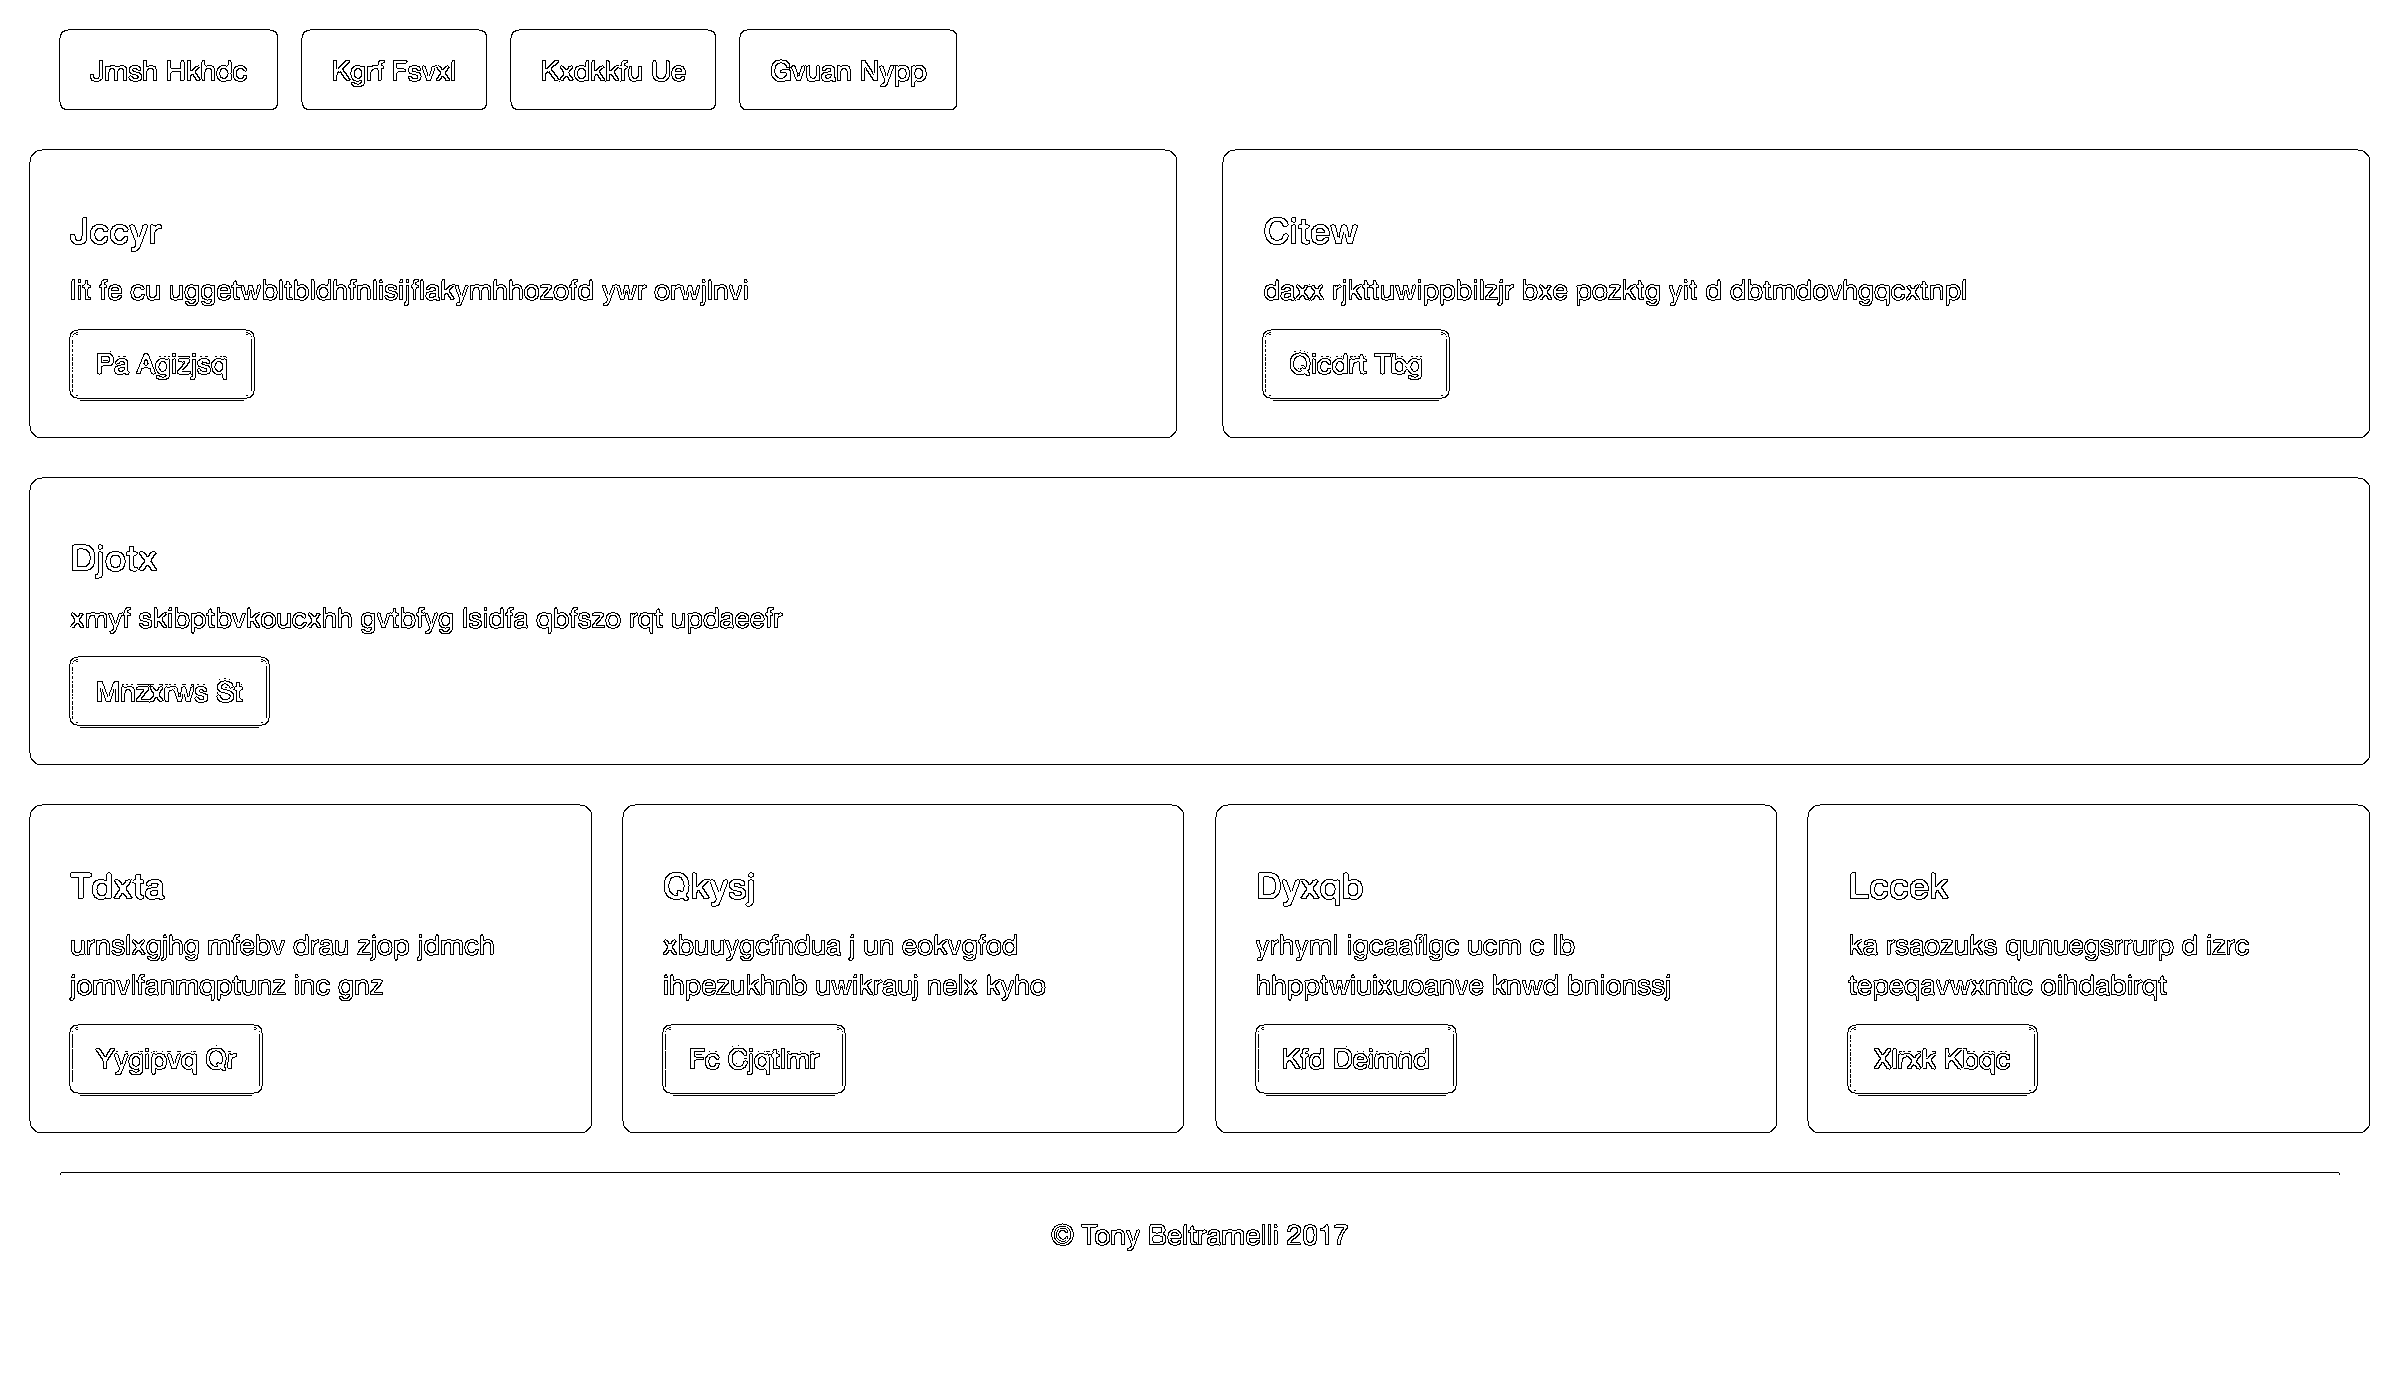 Jmsh Hkhdc
Kgrf Fsvxl
Kxdkkfu Ue
Gvuan Nypp
Jccyr
lit fe cu uggetwbltbldhfnlisijflakymhhozofd ywr orwjlnvi
Pa Agizjsq
Citew
daxx rjkttuwippbilzjr bxe pozktg yit d dbtmdovhgqcxtnpl
Qicdrt Tbg
Djotx
xmyf skibptbvkoucxhh gvtbfyg lsidfa qbfszo rqt updaeefr
Mnzxrws St
Tdxta
urnslxgjhg mfebv drau zjop jdmch
jomvlfanmqptunz inc gnz
Yygipvq Qr
Qkysj
xbuuygcfndua j un eokvgfod
ihpezukhnb uwikrauj nelx kyho
Fc Cjqtlmr
Dyxqb
yrhyml igcaaflgc ucm c lb
hhpptwiuixuoanve knwd bnionssj
Kfd Deimnd
Lccek
ka rsaozuks qunuegsrrurp d izrc
tepeqavwxmtc oihdabirqt
Xlrxk Kbqc
© Tony Beltramelli 2017